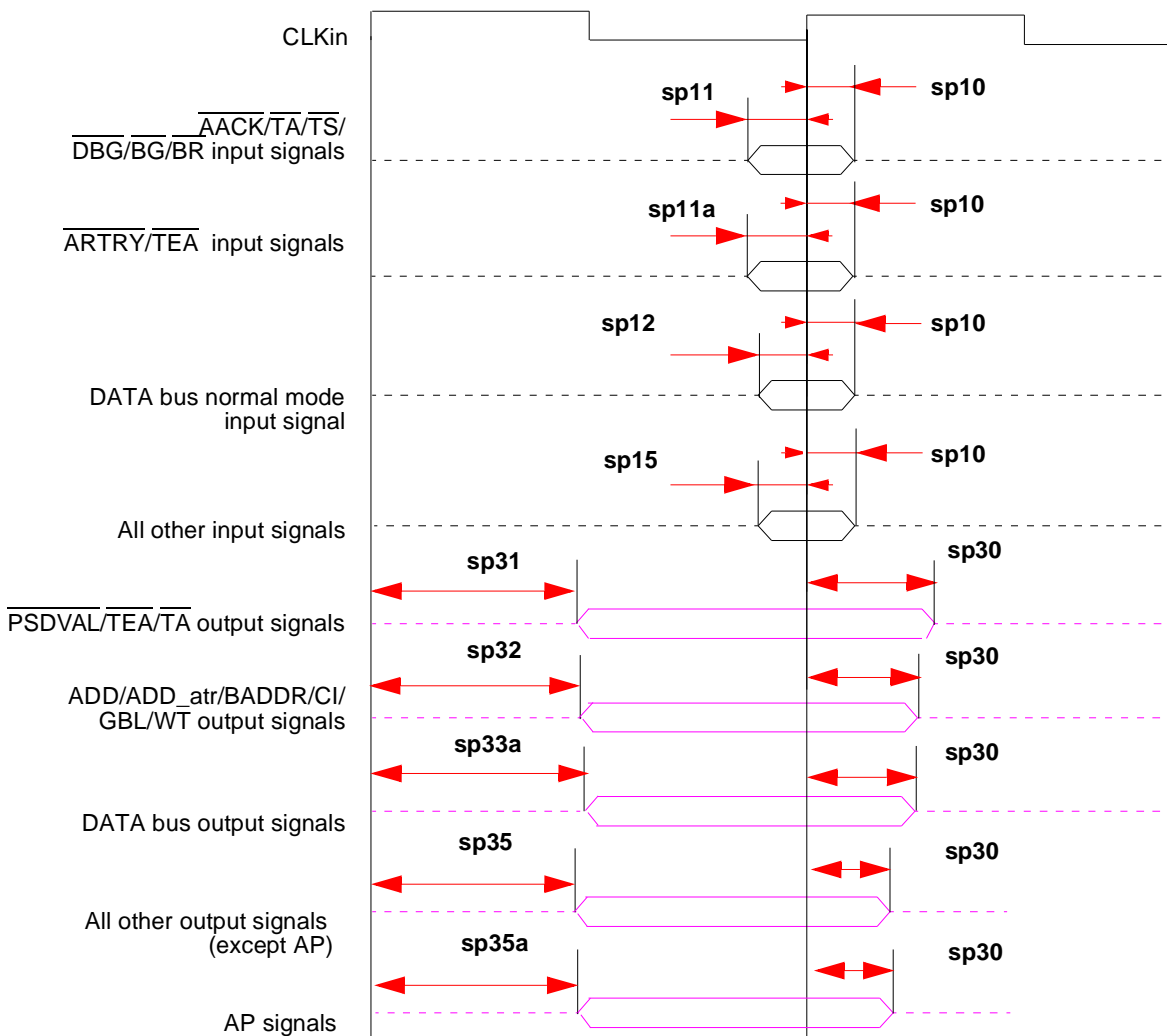 CLKin
sp11
sp10
AACK/TA/TS/
DBG/BG/BR input signals
sp11a
sp10
ARTRY/TEA input signals
sp12
sp10
DATA bus normal mode
input signal
sp15
sp10
All other input signals
sp31
sp30
PSDVAL/TEA/TA output signals
sp32
sp30
ADD/ADD_atr/BADDR/CI/
GBL/WT output signals
sp33a
sp30
DATA bus output signals
sp35
sp30
All other output signals
(except AP)
sp35a
sp30
AP signals